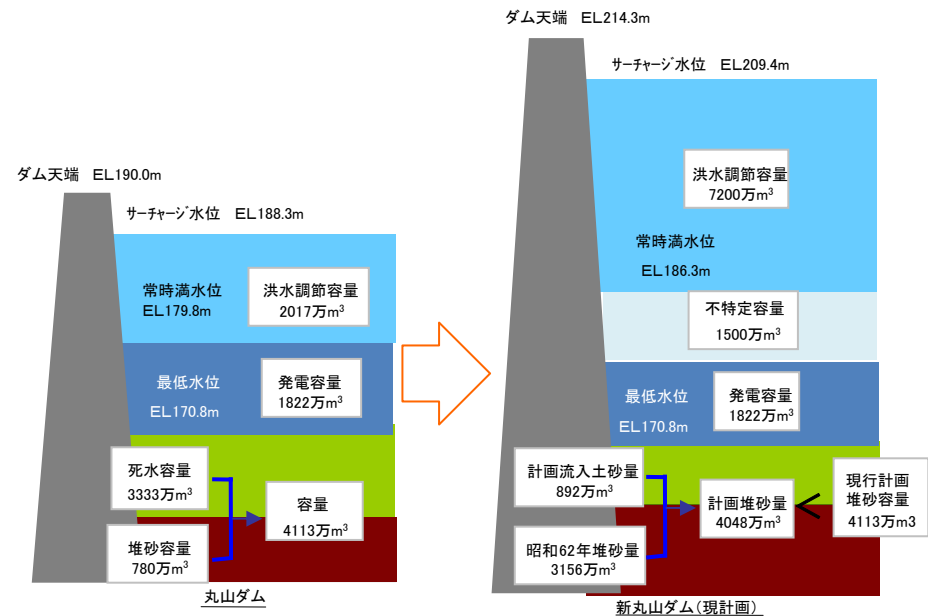 ダム天端 EL190.0m
サーチャージ水位 EL188.3m
常時満水位
EL179.8m
洪水調節容量
2017万m³
最低水位
EL170.8m
発電容量
1822万m³
死水容量
3333万m³
容量
4113万m³
堆砂容量
780万m³
丸山ダム
ダム天端 EL214.3m
サーチャージ水位 EL209.4m
洪水調節容量
7200万m³
常時満水位
EL186.3m
不特定容量
1500万m³
最低水位
EL170.8m
発電容量
1822万m³
計画流入土砂量
892万m³
計画堆砂量
4048万m³
現行計画
堆砂容量
4113万m3
昭和62年堆砂量
3156万m³
新丸山ダム(現計画)